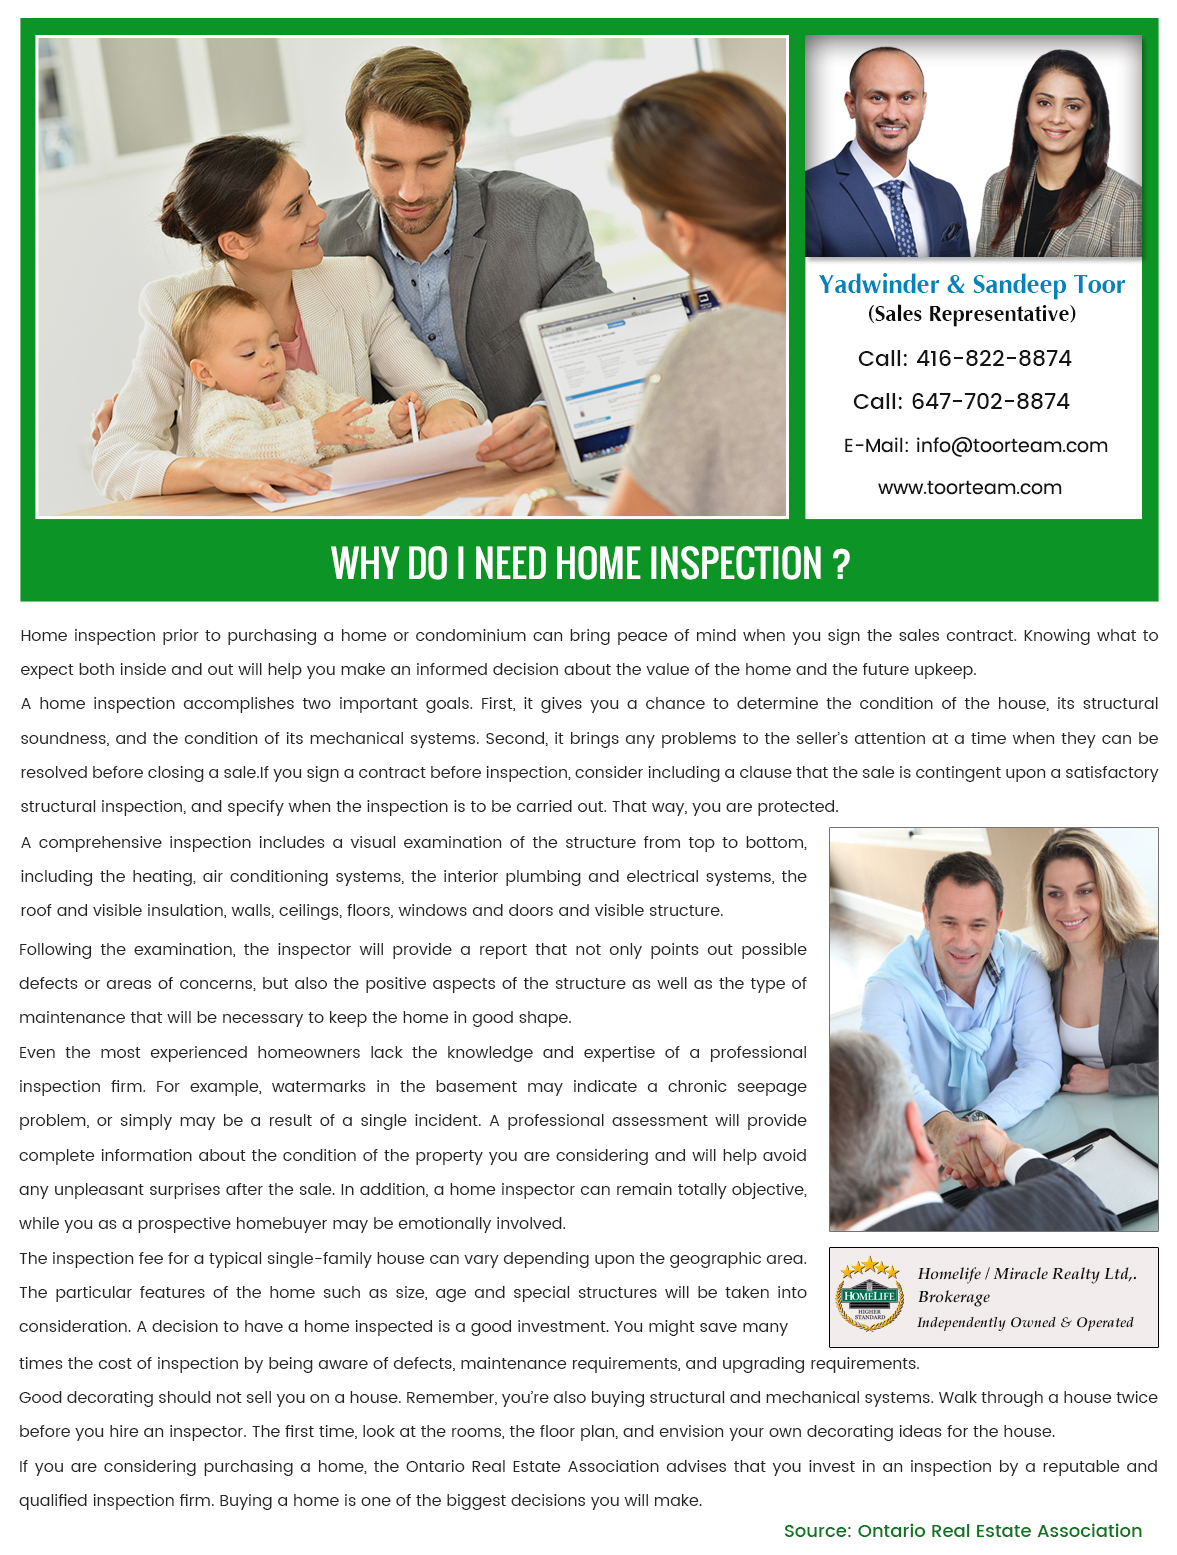 Yadwinder & Sandeep Toor
(Sales Representative)
Call: 416-822-8874
Call: 647-702-8874
E-Mail: info@toorteam.com
www.toorteam.com
WHY DO I NEED HOME INSPECTION ?
Home inspection prior to purchasing a home or condominium can bring peace of mind when you sign the sales contract. Knowing what to
expect both inside and out will help you make an informed decision about the value of the home and the future upkeep.
A home inspection accomplishes two important goals. First, it gives you a chance to determine the condition of the house, its structural
soundness, and the condition of its mechanical systems. Second, it brings any problems to the seller's attention at a time when they can be
resolved before closing a sale.If you sign a contract before inspection, consider including a clause that the sale is contingent upon a satisfactory
structural inspection, and specify when the inspection is to be carried out. That way, you are protected.
A comprehensive inspection includes a visual examination of the structure from top to bottom,
including the heating, air conditioning systems, the interior plumbing and electrical systems, the
roof and visible insulation, walls, ceilings, floors, windows and doors and visible structure.
Following the examination, the inspector will provide a report that not only points out possible
defects or areas of concerns, but also the positive aspects of the structure as well as the type of
maintenance that will be necessary to keep the home in good shape.
Even the most experienced homeowners lack the knowledge and expertise of a professional
inspection firm. For example, watermarks in the basement may indicate a chronic seepage
problem, or simply may be a result of a single incident. A professional assessment will provide
complete information about the condition of the property you are considering and will help avoid
any unpleasant surprises after the sale. In addition, a home inspector can remain totally objective,
while you as a prospective homebuyer may be emotionally involved.
The inspection fee for a typical single-family house can vary depending upon the geographic area.
The particular features of the home such as size, age and special structures will be taken into
consideration. A decision to have a home inspected is a good investment. You might save many
times the cost of inspection by being aware of defects, maintenance requirements, and upgrading requirements.
HOMELIFE
HIGHER
STANDARD
Homelife / Miracle Realty Ltd,.
Brokerage
Independently Owned & Operated
Good decorating should not sell you on a house. Remember, you're also buying structural and mechanical systems. Walk through a house twice
before you hire an inspector. The first time, look at the rooms, the floor plan, and envision your own decorating ideas for the house.
If you are considering purchasing a home, the Ontario Real Estate Association advises that you invest in an inspection by a reputable and
qualified inspection firm. Buying a home is one of the biggest decisions you will make.
Source: Ontario Real Estate Association